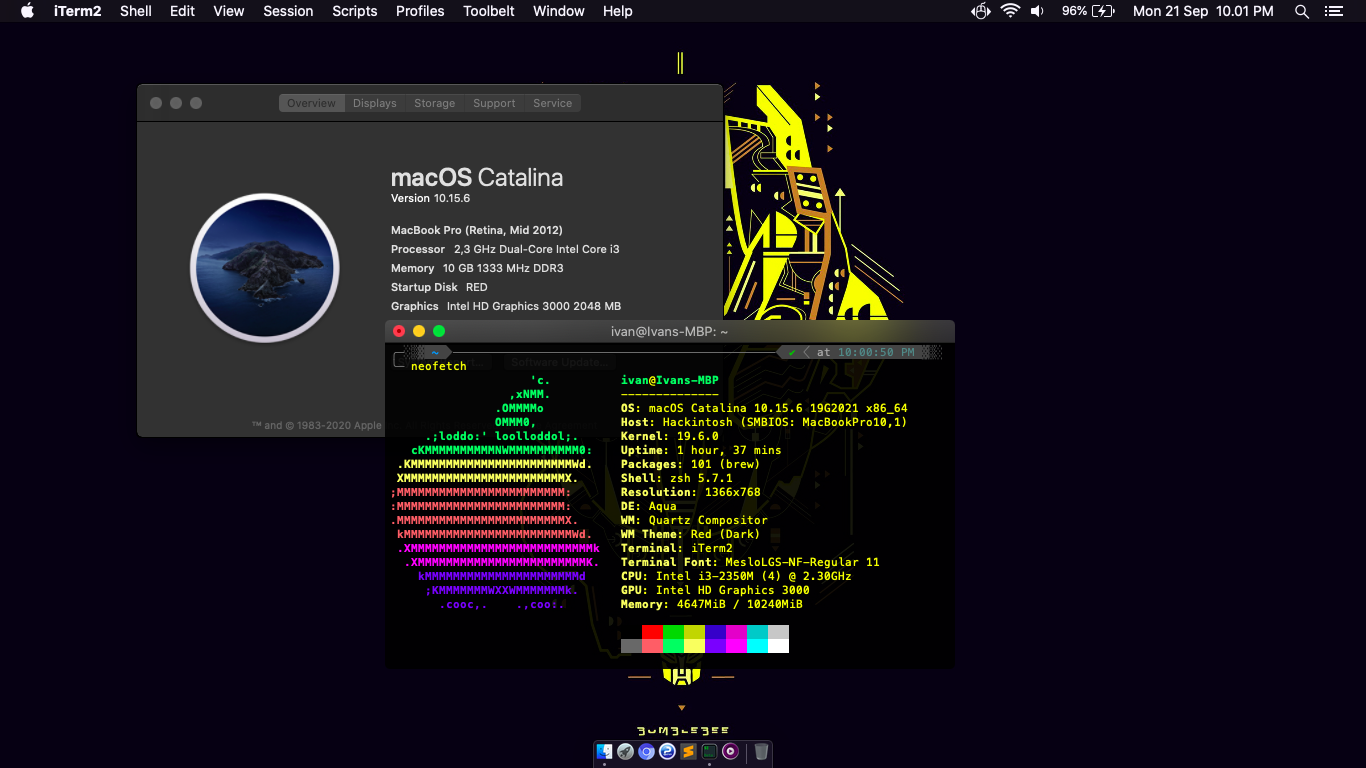 iTerm2 Shell Edit View Session Scripts Profiles Toolbelt Window Help 96% Mon 21 Sep 10.01 PM
Overview Displays Storage Support Service
macOS Catalina
Version 10.15.6
MacBook Pro (Retina, Mid 2012)
Processor 2,3 GHz Dual-Core Intel Core i3
Memory 10 GB 1333 MHz DDR3
Startup Disk RED
Graphics Intel HD Graphics 3000 2048 MB
Software Update...
™ and © 1983-2020 Apple
ivan@Ivans-MBP: ~
~ ✔ at 10:00:50 PM
neofetch
'c.
,xNMM.
.OMMMMo
OMMM0,
.;loddo:' loolloddol;.
cKMMMMMMMMMMNWMMMMMMMMMM0:
.KMMMMMMMMMMMMMMMMMMMMMMMWd.
XMMMMMMMMMMMMMMMMMMMMMMMX.
;MMMMMMMMMMMMMMMMMMMMMMMM:
:MMMMMMMMMMMMMMMMMMMMMMMM:
.MMMMMMMMMMMMMMMMMMMMMMMMX.
kMMMMMMMMMMMMMMMMMMMMMMMMWd.
.XMMMMMMMMMMMMMMMMMMMMMMMMMMk
.XMMMMMMMMMMMMMMMMMMMMMMMMK.
kMMMMMMMMMMMMMMMMMMMMMMd
;KMMMMMMMWXXWMMMMMMMk.
.cooc,. .,coo:.
ivan@Ivans-MBP
--------------
OS: macOS Catalina 10.15.6 19G2021 x86_64
Host: Hackintosh (SMBIOS: MacBookPro10,1)
Kernel: 19.6.0
Uptime: 1 hour, 37 mins
Packages: 101 (brew)
Shell: zsh 5.7.1
Resolution: 1366x768
DE: Aqua
WM: Quartz Compositor
WM Theme: Red (Dark)
Terminal: iTerm2
Terminal Font: MesloLGS-NF-Regular 11
CPU: Intel i3-2350M (4) @ 2.30GHz
GPU: Intel HD Graphics 3000
Memory: 4647MiB / 10240MiB